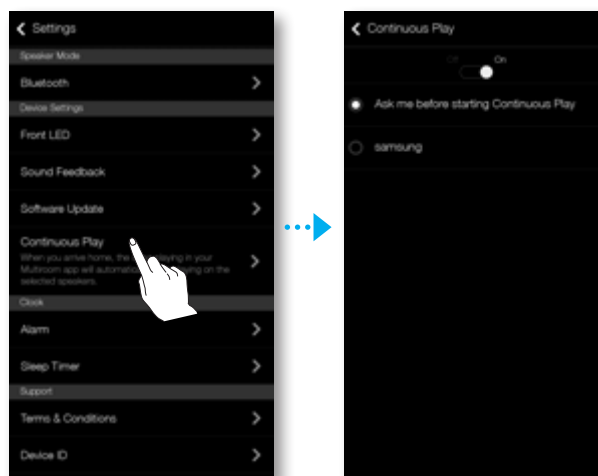 Settings
Speaker Mode
Bluetooth
Device Settings
Front LED
Sound Feedback
Software Update
Continuous Play
When you arrive home, the playing in your
Multiroom app will automatic playing on the
selected speakers.
Clock
Alarm
Sleep Timer
Support
Terms & Conditions
Device ID
Continuous Play
Off On
Ask me before starting Continuous Play
samsung